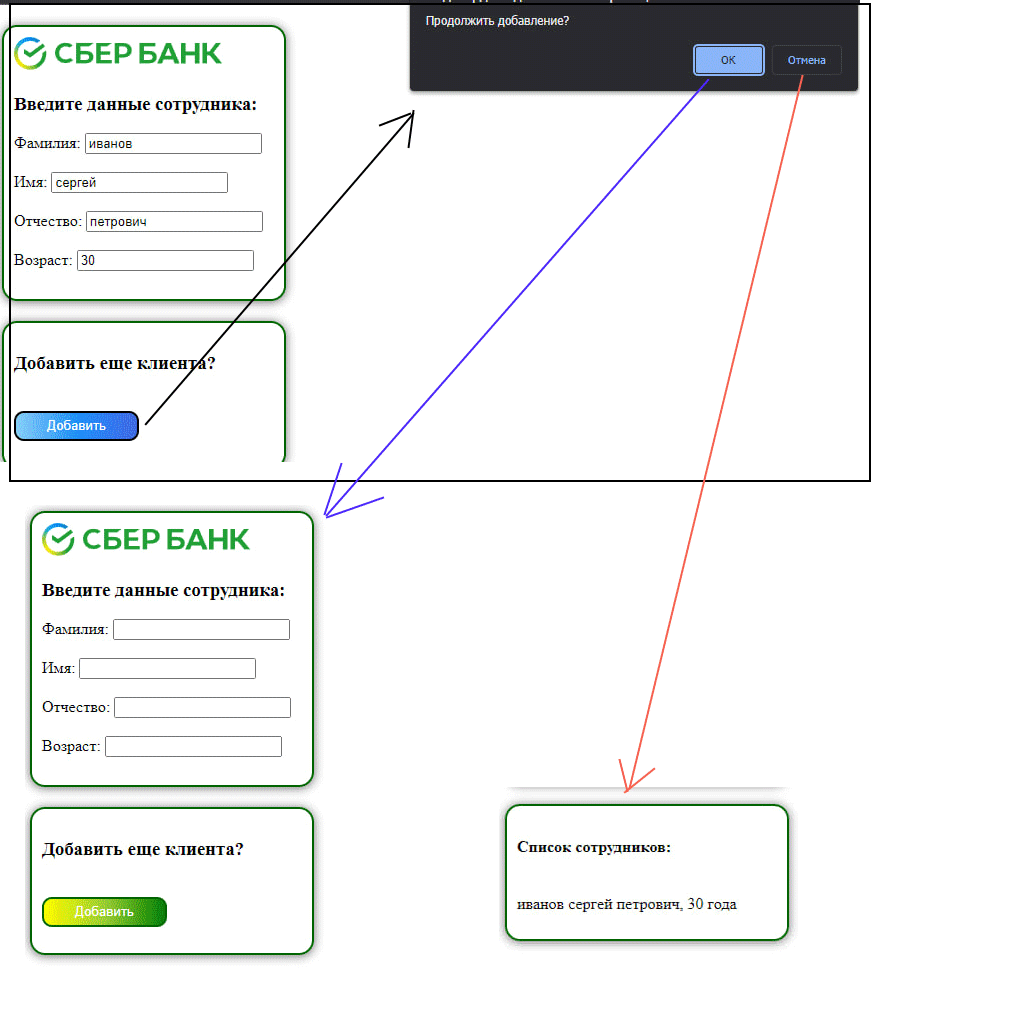 Продолжить добавление?
ОК
Отмена
СБЕР БАНК
Введите данные сотрудника:
Фамилия: иванов
Имя: сергей
Отчество: петрович
Возраст: 30
Добавить еще клиента?
Добавить
СБЕР БАНК
Введите данные сотрудника:
Фамилия:
Имя:
Отчество:
Возраст:
Добавить еще клиента?
Добавить
Список сотрудников:
иванов сергей петрович, 30 года